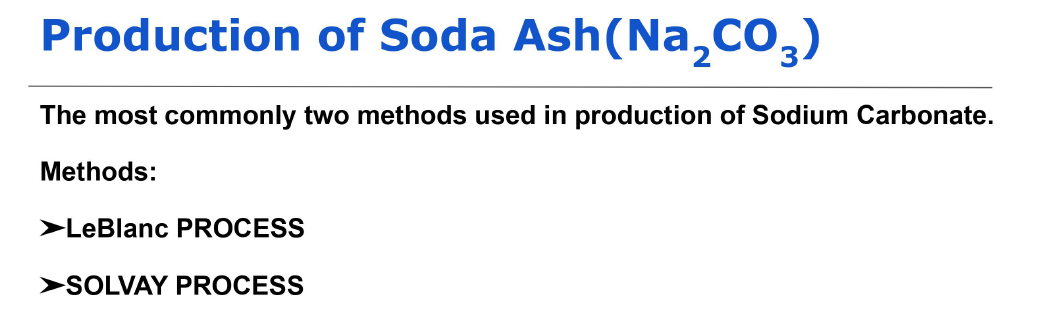 Production of Soda Ash(Na₂CO₃)
The most commonly two methods used in production of Sodium Carbonate.
Methods:
➤LeBlanc PROCESS
➤SOLVAY PROCESS